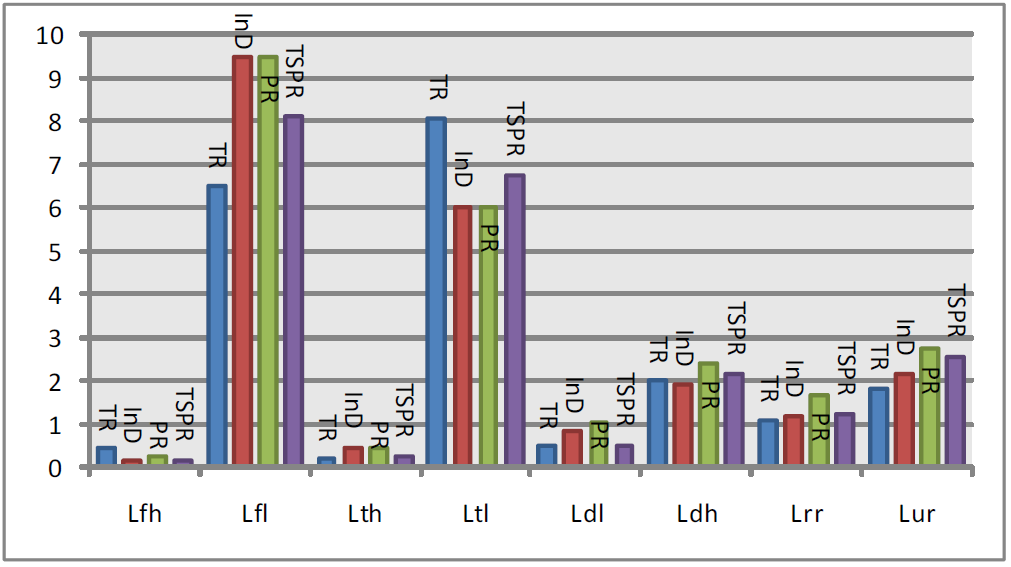 10
9
8
7
6
5
4
3
2
1
0
TR InD PR TSPR
TR InD PR TSPR
TR InD PR TSPR
TR InD PR TSPR
TR InD PR TSPR
TR InD PR TSPR
TR InD PR TSPR
TR InD PR TSPR
Lfh Lfl Lth Ltl Ldl Ldh Lrr Lur